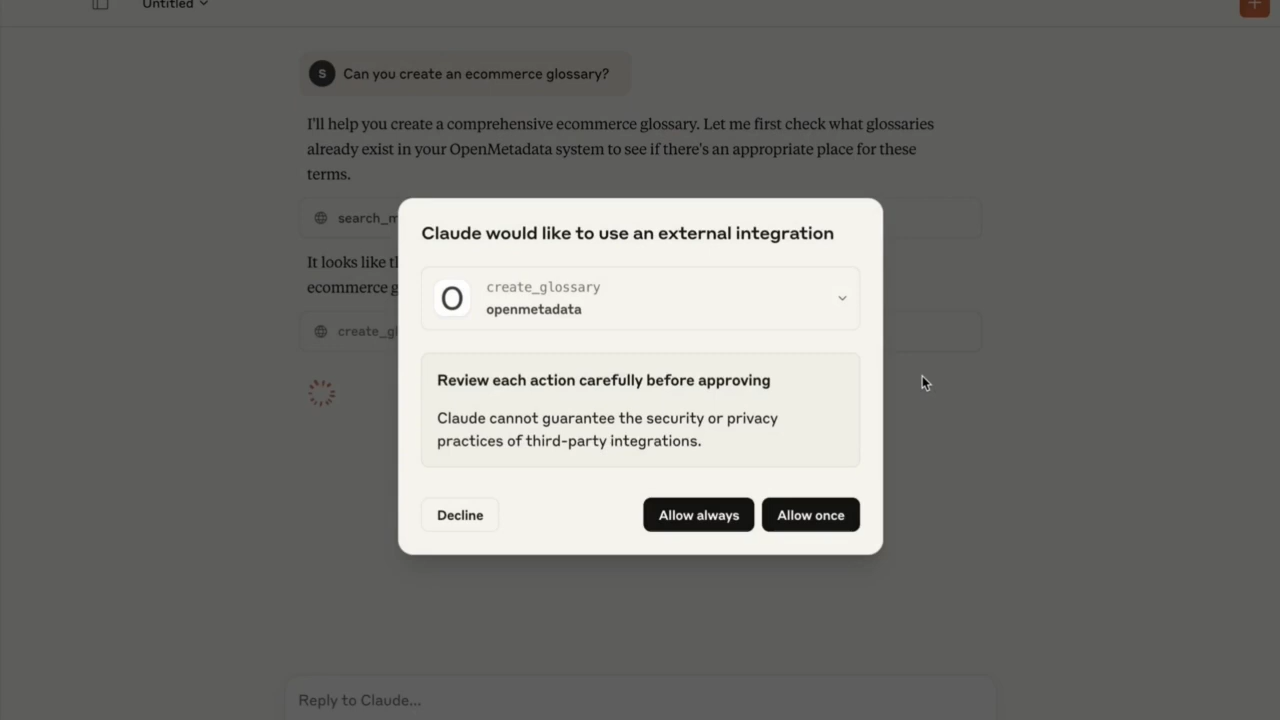 Untitled
S
Can you create an ecommerce glossary?
I'll help you create a comprehensive ecommerce glossary. Let me first check what glossaries
already exist in your OpenMetadata system to see if there's an appropriate place for these
terms.
search_m
Claude would like to use an external integration
It looks like t
ecommerce g
O
create_glossary
openmetadata
create_gl
Review each action carefully before approving
Claude cannot guarantee the security or privacy
practices of third-party integrations.
Decline
Allow always
Allow once
Reply to Claude...